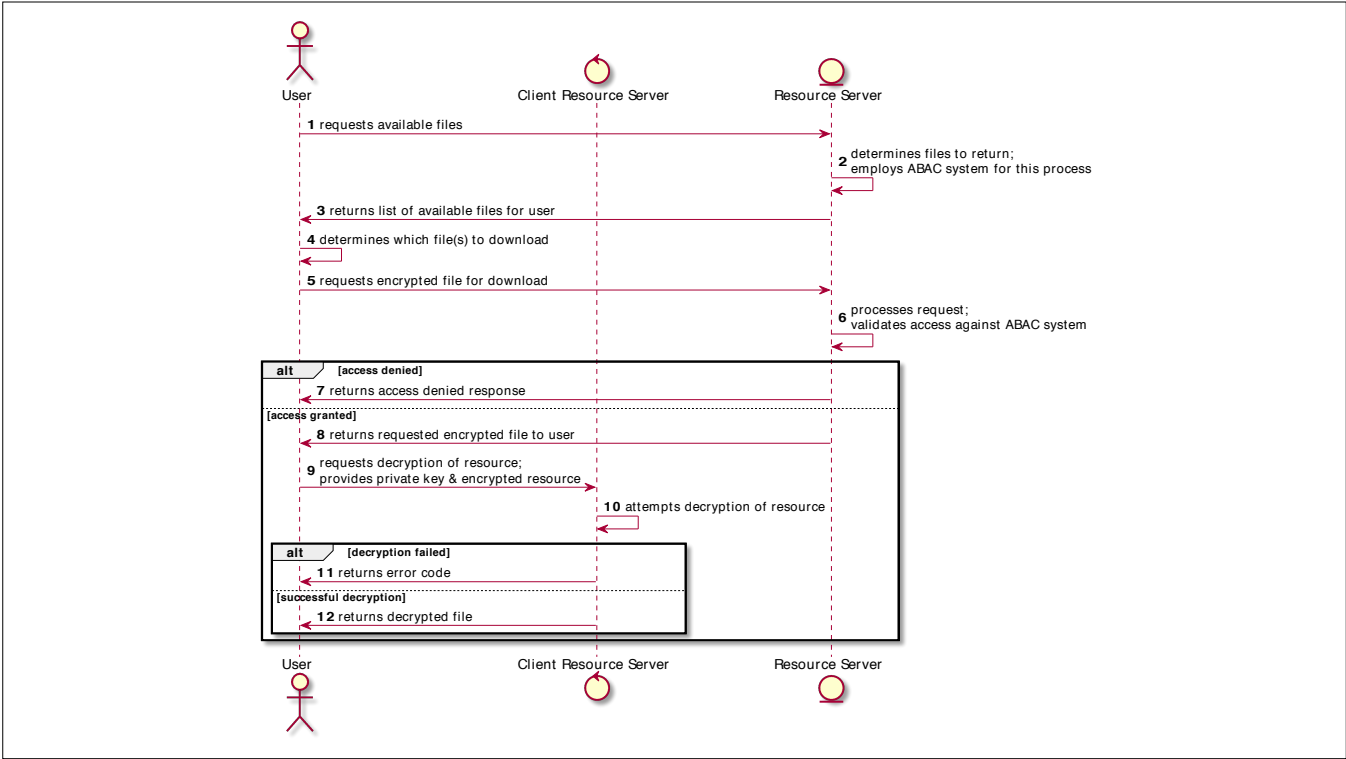 User
Client Resource Server
Resource Server
1 requests available files
2 determines files to return;
employs ABAC system for this process
3 returns list of available files for user
4 determines which file(s) to download
5 requests encrypted file for download
6 processes request;
validates access against ABAC system
alt [access denied]
7 returns access denied response
[access granted]
8 returns requested encrypted file to user
9 requests decryption of resource;
provides private key & encrypted resource
10 attempts decryption of resource
alt [decryption failed]
11 returns error code
[successful decryption]
12 returns decrypted file
User
Client Resource Server
Resource Server